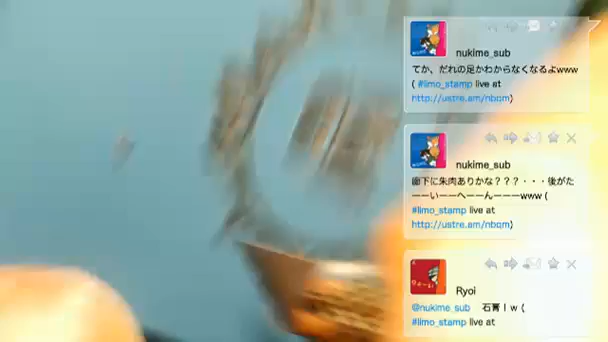 nukime_sub
てか、だれの足かわからなくなるよwww
( #limo_stamp live at
http://ustre.am/nbqm)
nukime_sub
廊下に朱肉ありかな？？？・・・後がた
ーーいーーへーーんーーーwww (
#limo_stamp live at
http://ustre.am/nbqm)
Ryoi
@nukime_sub 石膏！w (
#limo_stamp live at